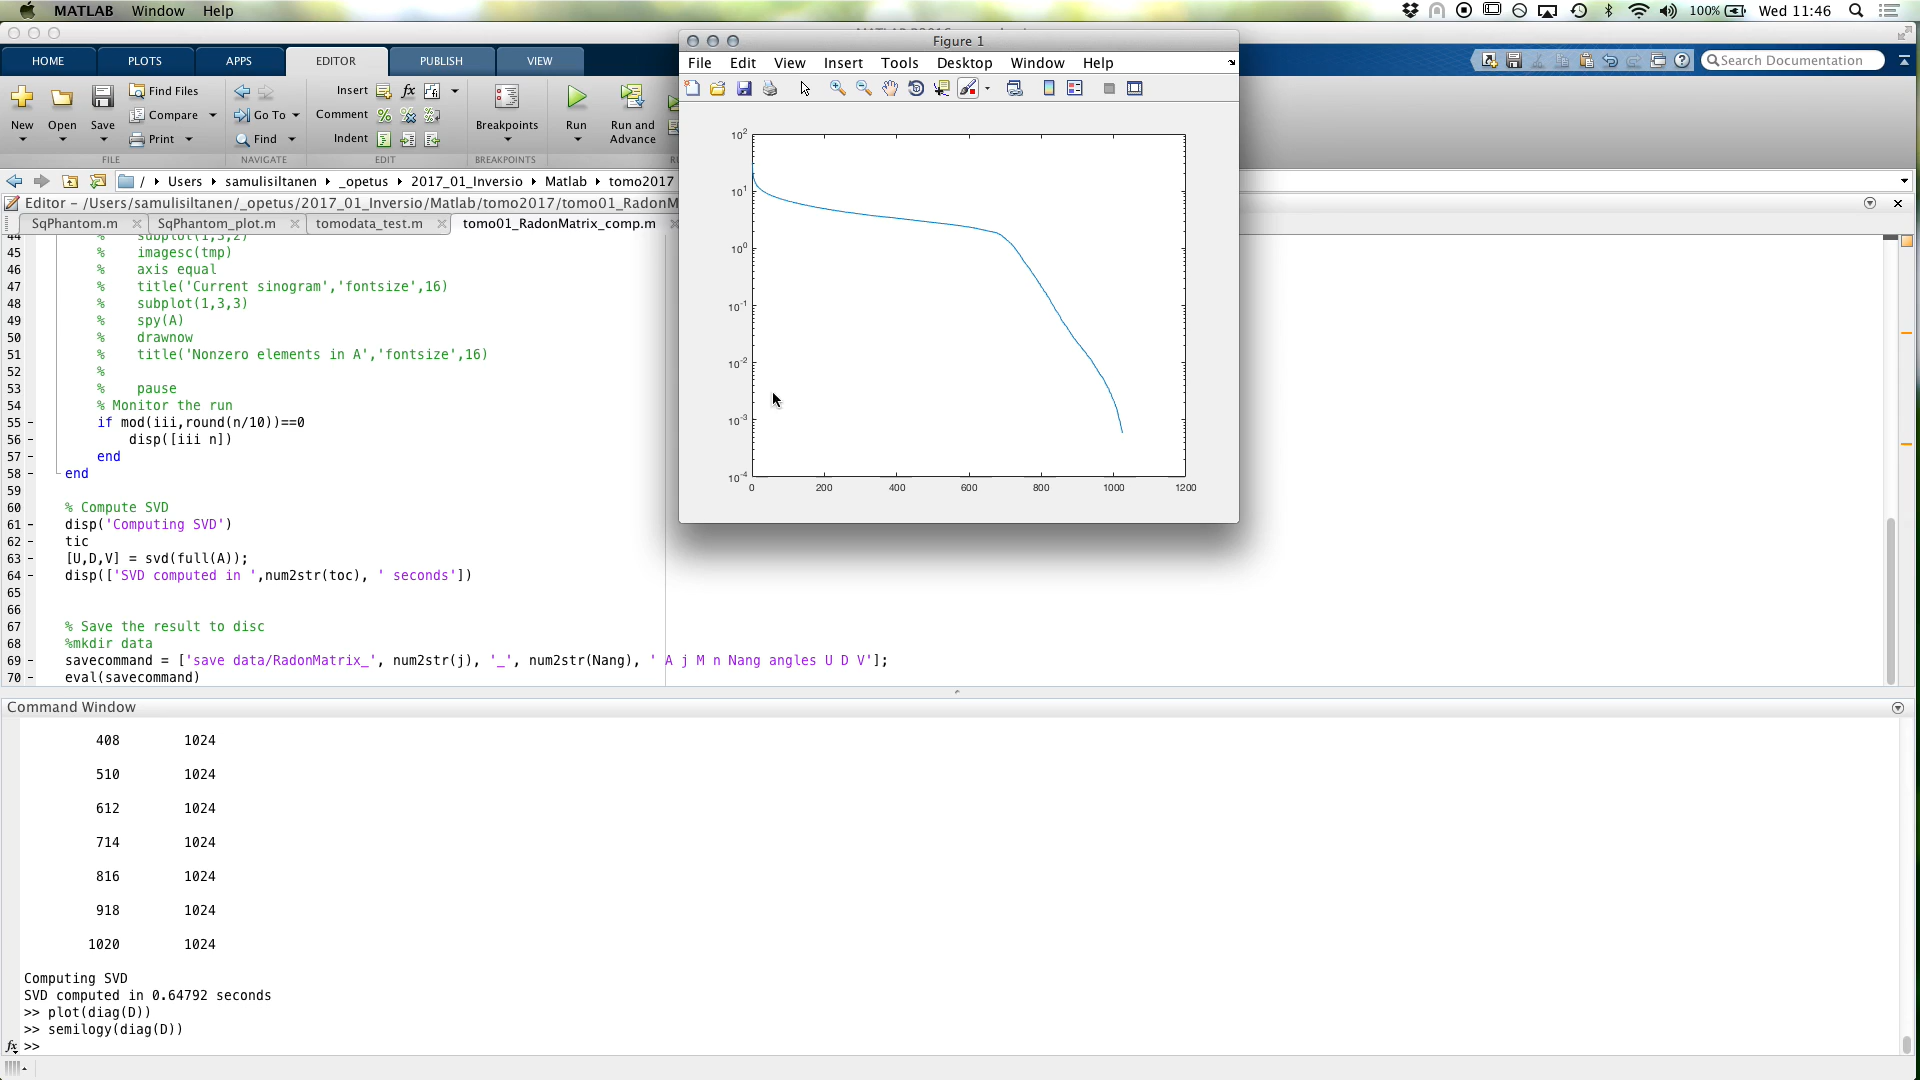 MATLAB Window Help
100% Wed 11:46
Figure 1
HOME PLOTS APPS EDITOR PUBLISH VIEW
Search Documentation
File Edit View Insert Tools Desktop Window Help
New Open Save
Find Files
Compare
Print
Go To
Find
Insert
Comment
Indent
Breakpoints
Run
Run and Advance
FILE NAVIGATE EDIT BREAKPOINTS
/ Users samulisiltanen _opetus 2017_01_Inversio Matlab tomo2017
Editor - /Users/samulisiltanen/_opetus/2017_01_Inversio/Matlab/tomo2017/tomo01_RadonM
SqPhantom.m SqPhantom_plot.m tomodata_test.m tomo01_RadonMatrix_comp.m
44 % subplot(1,3,2)
45 % imagesc(tmp)
46 % axis equal
47 % title('Current sinogram','fontsize',16)
48 % subplot(1,3,3)
49 % spy(A)
50 % drawnow
51 % title('Nonzero elements in A','fontsize',16)
52 %
53 % pause
54 % Monitor the run
55 - if mod(iii,round(n/10))==0
56 - disp([iii n])
57 - end
58 - end
59
60 % Compute SVD
61 - disp('Computing SVD')
62 - tic
63 - [U,D,V] = svd(full(A));
64 - disp(['SVD computed in ',num2str(toc), ' seconds'])
65
66
67 % Save the result to disc
68 %mkdir data
69 - savecommand = ['save data/RadonMatrix_', num2str(j), '_', num2str(Nang), ' A j M n Nang angles U D V'];
70 - eval(savecommand)
10^2
10^1
10^0
10^-1
10^-2
10^-3
10^-4
0 200 400 600 800 1000 1200
Command Window
408 1024
510 1024
612 1024
714 1024
816 1024
918 1024
1020 1024
Computing SVD
SVD computed in 0.64792 seconds
>> plot(diag(D))
>> semilogy(diag(D))
fx >>